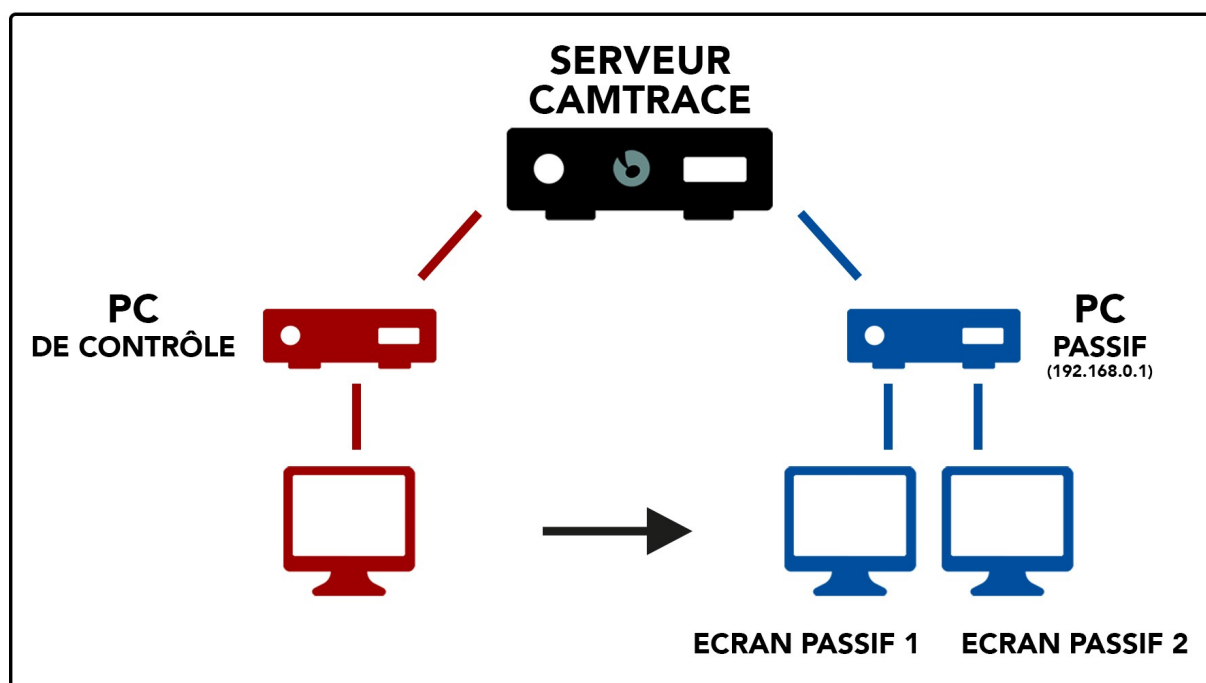 SERVEUR
CAMTRACE
PC
DE CONTRÔLE
PC
PASSIF
(192.168.0.1)
ECRAN PASSIF 1
ECRAN PASSIF 2